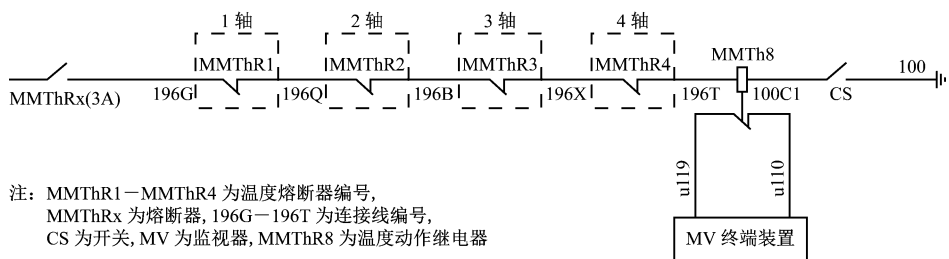 1 轴
2 轴
3 轴
4 轴
MMThR1
MMThR2
MMThR3
MMThR4
MMTh8
100
MMThRx(3A)
196G
196Q
196B
196X
196T
100C1
CS
u119
u110
MV 终端装置
注：MMThR1－MMThR4 为温度熔断器编号,
MMThRx 为熔断器, 196G－196T 为连接线编号,
CS 为开关, MV 为监视器, MMThR8 为温度动作继电器